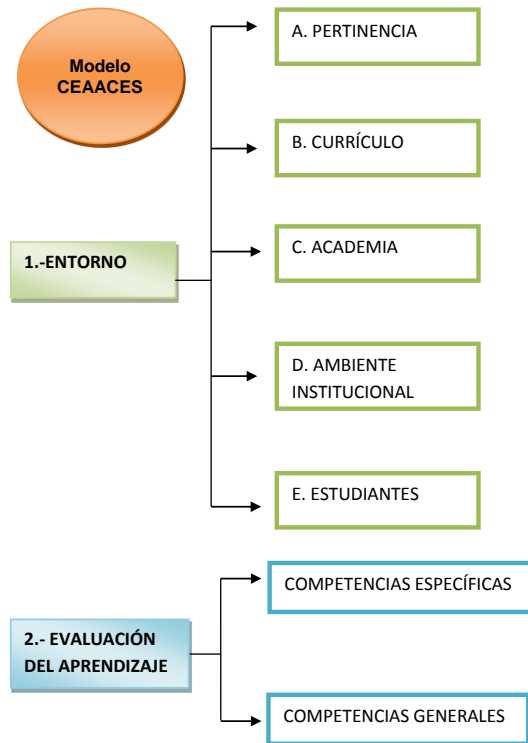 Modelo
CEAACES
A. PERTINENCIA
B. CURRÍCULO
1.-ENTORNO
C. ACADEMIA
D. AMBIENTE
INSTITUCIONAL
E. ESTUDIANTES
COMPETENCIAS ESPECÍFICAS
2.- EVALUACIÓN
DEL APRENDIZAJE
COMPETENCIAS GENERALES